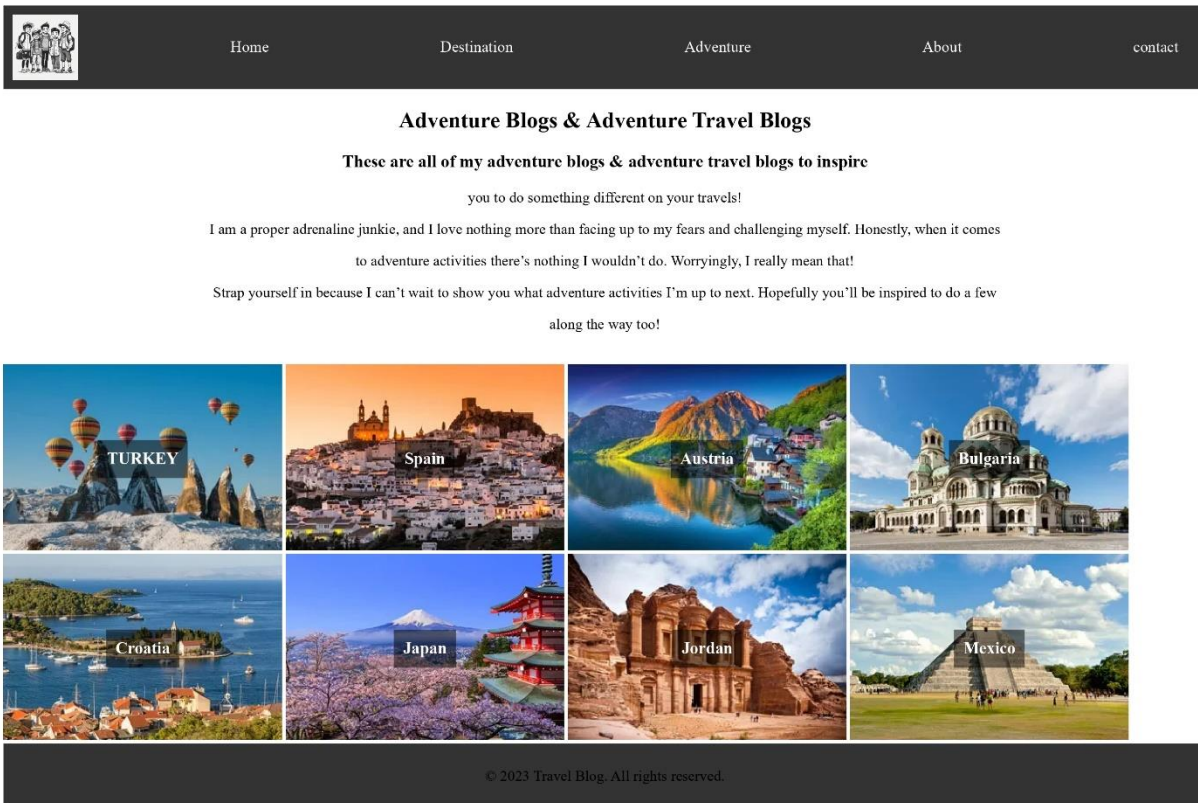 Home Destination Adventure About contact
Adventure Blogs & Adventure Travel Blogs
These are all of my adventure blogs & adventure travel blogs to inspire
you to do something different on your travels!
I am a proper adrenaline junkie, and I love nothing more than facing up to my fears and challenging myself. Honestly, when it comes
to adventure activities there’s nothing I wouldn’t do. Worryingly, I really mean that!
Strap yourself in because I can’t wait to show you what adventure activities I’m up to next. Hopefully you’ll be inspired to do a few
along the way too!
TURKEY Spain Austria Bulgaria
Croatia Japan Jordan Mexico
© 2023 Travel Blog. All rights reserved.